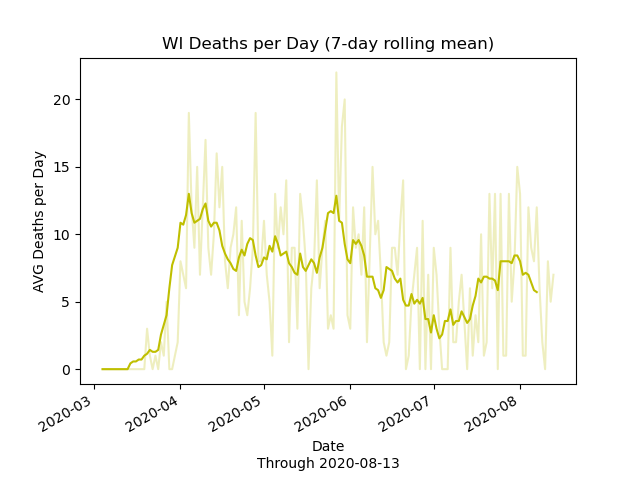 WI Deaths per Day (7-day rolling mean)
AVG Deaths per Day
20
15
10
5
0
2020-03
2020-04
2020-05
2020-06
2020-07
2020-08
Date
Through 2020-08-13